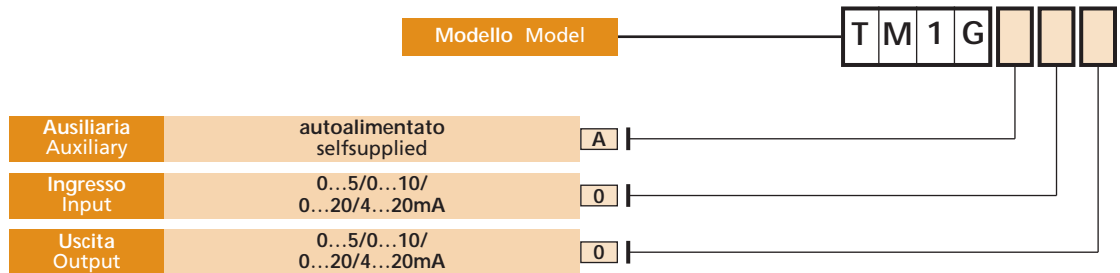 Modello Model
T M 1 G
Ausiliaria
Auxiliary
autoalimentato
selfsupplied
A
Ingresso
Input
0…5/0…10/
0…20/4…20mA
0
Uscita
Output
0…5/0…10/
0…20/4…20mA
0